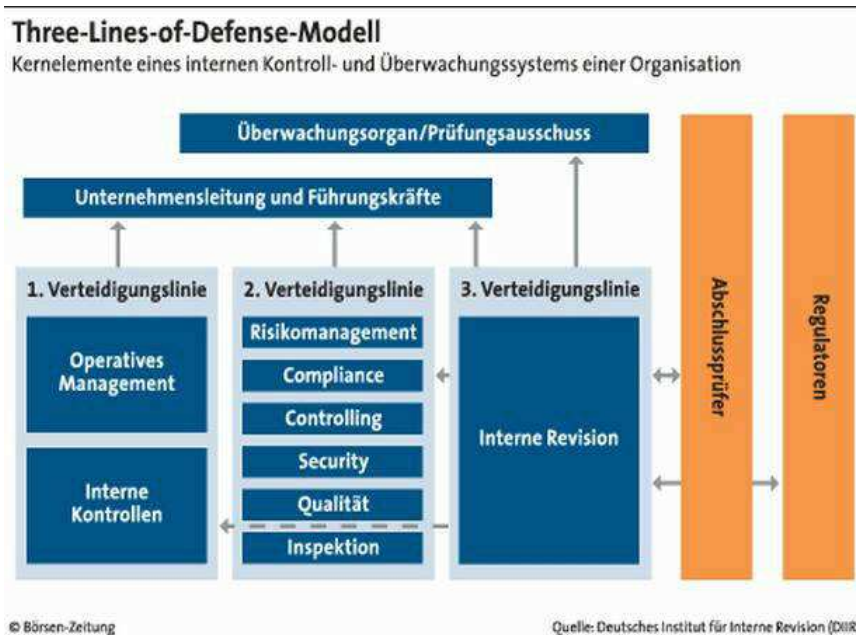 Three-Lines-of-Defense-Modell
Kernelemente eines internen Kontroll- und Überwachungssystems einer Organisation
Überwachungsorgan/Prüfungsausschuss
Unternehmensleitung und Führungskräfte
1. Verteidigungslinie
Operatives
Management
Interne
Kontrollen
2. Verteidigungslinie
Risikomanagement
Compliance
Controlling
Security
Qualität
Inspektion
3. Verteidigungslinie
Interne Revision
Abschlussprüfer
Regulatoren
© Börsen-Zeitung
Quelle: Deutsches Institut für Interne Revision (DIIR